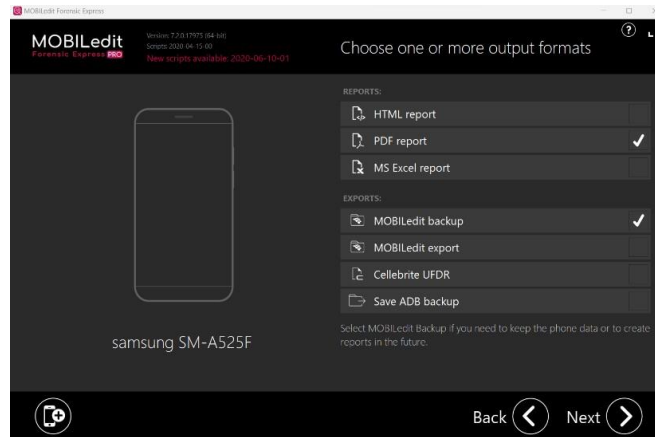 MOBILedit Forensic Express
MOBILedit
Forensic Express PRO
Version: 7.2.0.17975 (64-bit)
Scripts: 2020-04-15-00
New scripts available: 2020-06-10-01
Choose one or more output formats
?
REPORTS:
HTML report
PDF report
MS Excel report
EXPORTS:
MOBILedit backup
MOBILedit export
Cellebrite UFDR
Save ADB backup
Select MOBILedit Backup if you need to keep the phone data or to create
reports in the future.
samsung SM-A525F
Back
Next